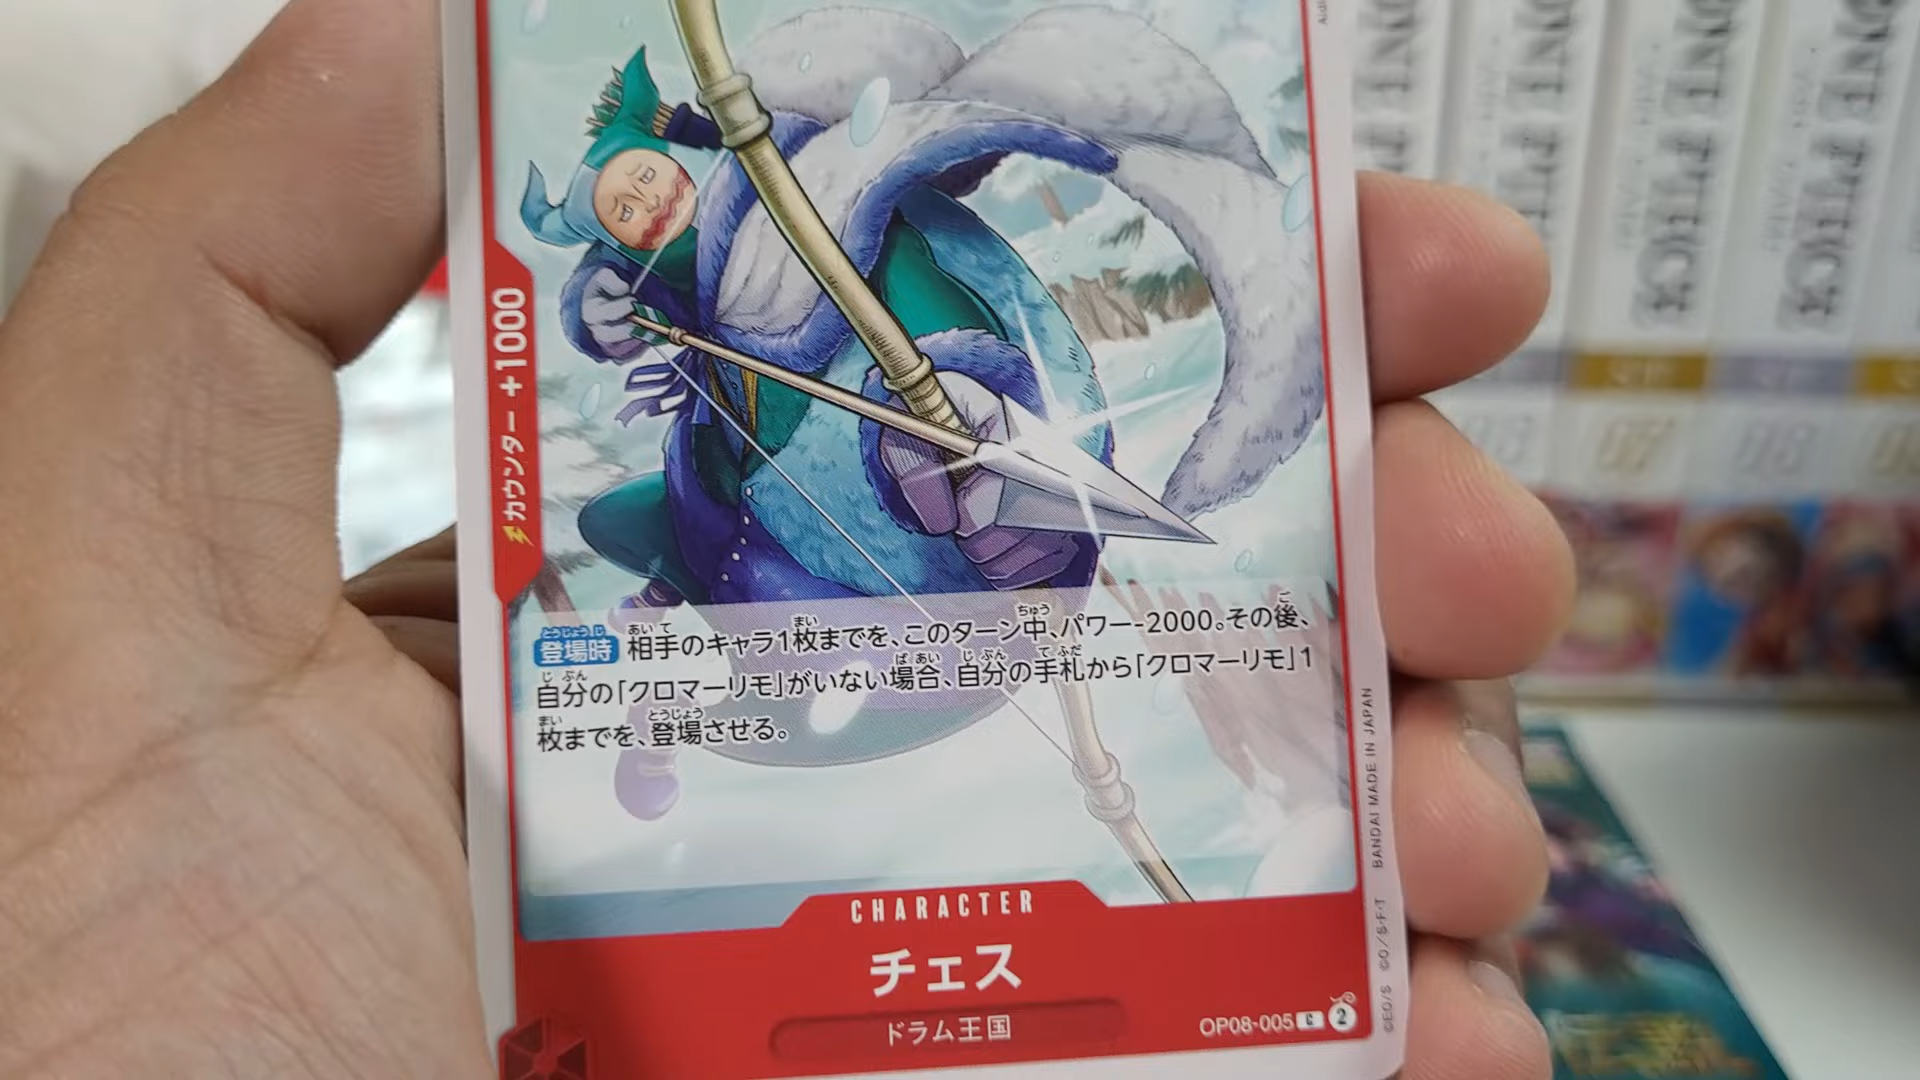 カウンター +1000
登場時 相手のキャラ1枚までを、このターン中、パワー-2000。その後、
自分の「クロマーリモ」がいない場合、自分の手札から「クロマーリモ」1
枚までを、登場させる。
CHARACTER
チェス
ドラム王国
OP08-005 C 2
©EO/S ©O/S・F・T BANDAI MADE IN JAPAN